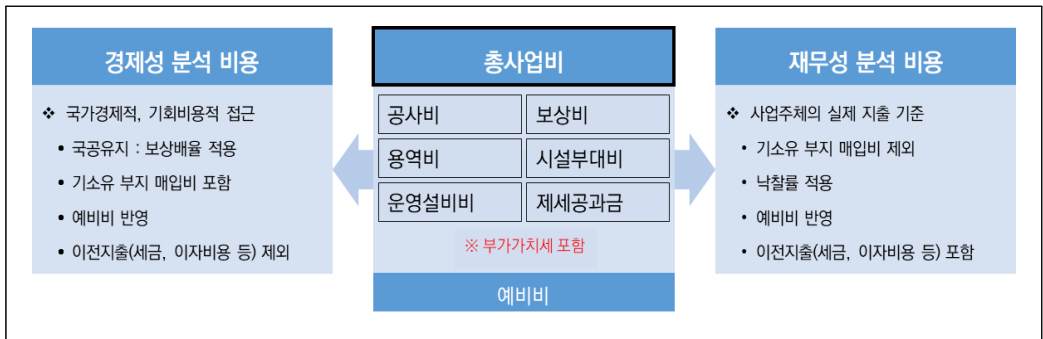 경제성 분석 비용
❖ 국가경제적, 기회비용적 접근
• 국공유지 : 보상배율 적용
• 기소유 부지 매입비 포함
• 예비비 반영
• 이전지출(세금, 이자비용 등) 제외
총사업비
공사비 보상비
용역비 시설부대비
운영설비비 제세공과금
※ 부가가치세 포함
예비비
재무성 분석 비용
❖ 사업주체의 실제 지출 기준
• 기소유 부지 매입비 제외
• 낙찰률 적용
• 예비비 반영
• 이전지출(세금, 이자비용 등) 포함